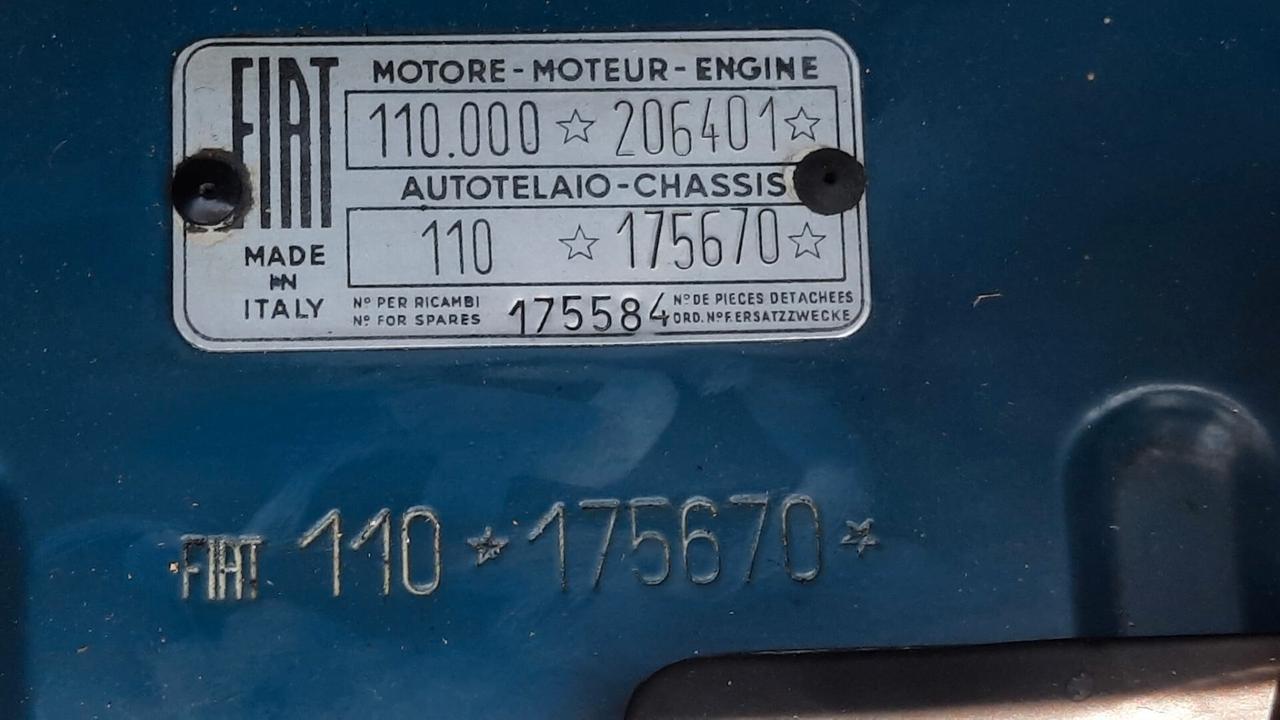 FIAT
MOTORE - MOTEUR - ENGINE
110.000 ☆ 206401 ☆
AUTOTELAIO - CHASSIS
110 ☆ 175670 ☆
MADE
IN
ITALY
Nº PER RICAMBI
Nº FOR SPARES
175584
Nº DE PIECES DETACHEES
ORD. Nº F. ERSATZZWECKE
FIAT 110 ★ 175670 ☆